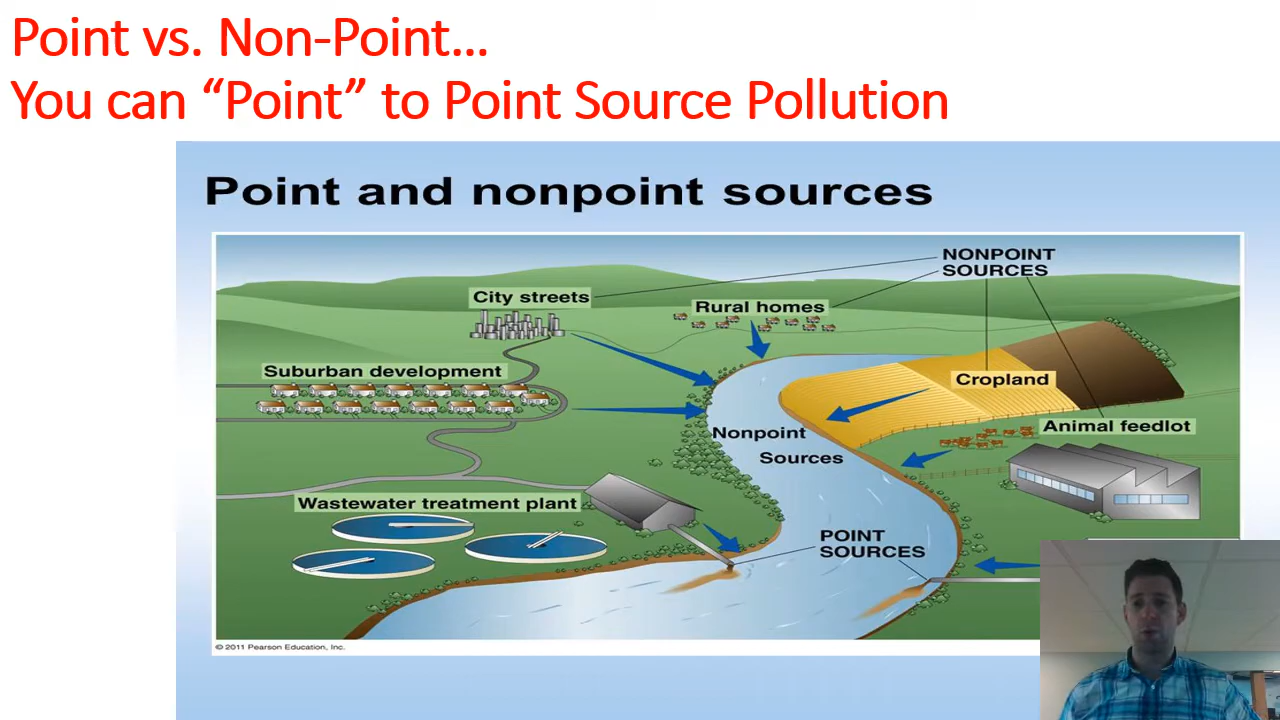 Point vs. Non-Point…
You can “Point” to Point Source Pollution
Point and nonpoint sources
NONPOINT
SOURCES
City streets
Rural homes
Suburban development
Cropland
Animal feedlot
Nonpoint
Sources
Wastewater treatment plant
POINT
SOURCES
© 2011 Pearson Education, Inc.